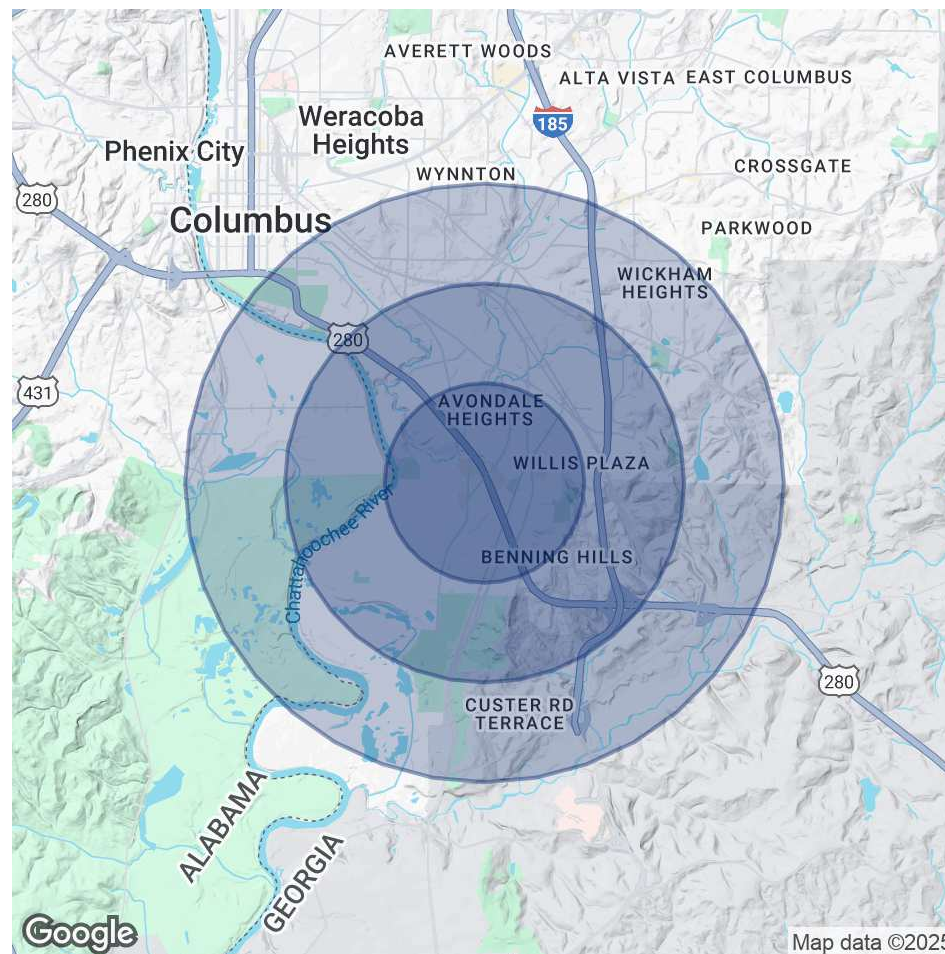 AVERETT WOODS
ALTA VISTA
EAST COLUMBUS
185
Weracoba
Heights
Phenix City
WYNNTON
CROSSGATE
280
Columbus
PARKWOOD
WICKHAM
HEIGHTS
280
431
AVONDALE
HEIGHTS
WILLIS PLAZA
Chattahoochee River
BENNING HILLS
280
CUSTER RD
TERRACE
ALABAMA
GEORGIA
Google
Map data ©2025